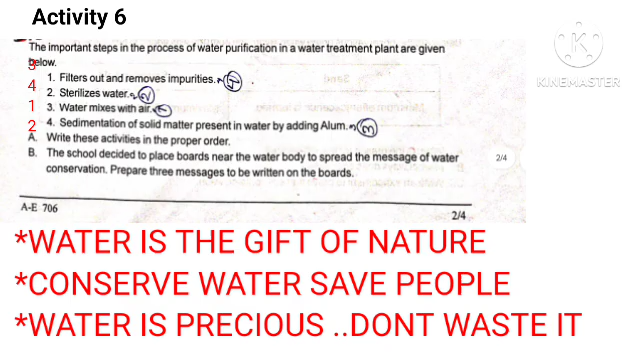 Activity 6
The important steps in the process of water purification in a water treatment plant are given
below.
3
1. Filters out and removes impurities.
4
2. Sterilizes water.
1
3. Water mixes with air.
2
4. Sedimentation of solid matter present in water by adding Alum.
A. Write these activities in the proper order.
B. The school decided to place boards near the water body to spread the message of water
conservation. Prepare three messages to be written on the boards.
2/4
A-E 706
2/4
*WATER IS THE GIFT OF NATURE
*CONSERVE WATER SAVE PEOPLE
*WATER IS PRECIOUS ..DONT WASTE IT
KINEMASTER